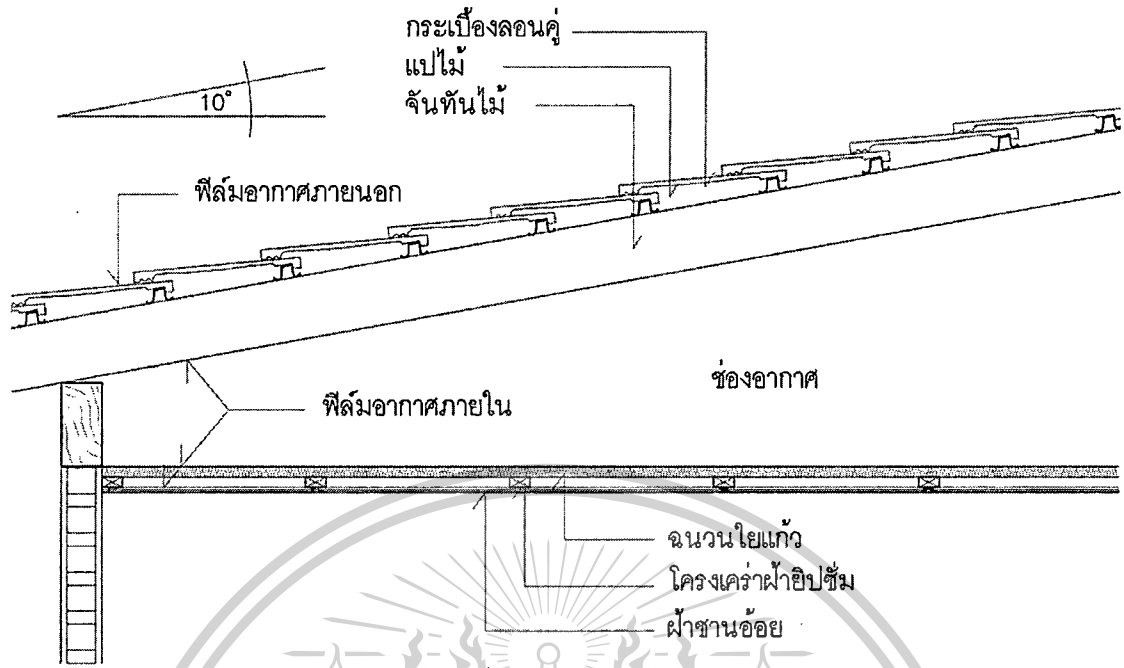 กระเบื้องลอนคู่
แปไม้
จันทันไม้
10°
ฟิล์มอากาศภายนอก
ช่องอากาศ
ฟิล์มอากาศภายใน
ฉนวนใยแก้ว
โครงเคร่าฝ้ายิปซั่ม
ฝ้าชานอ้อย